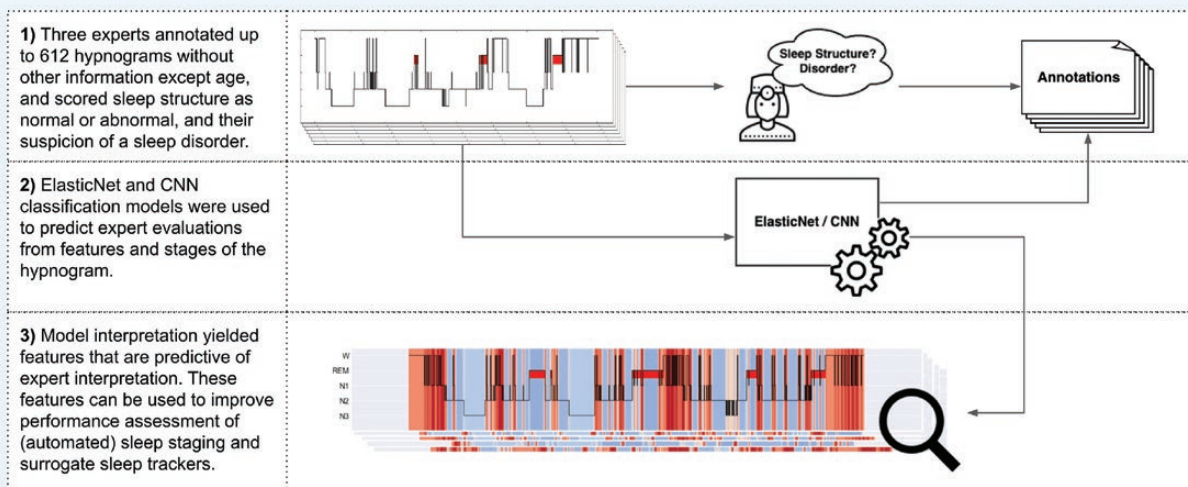 1) Three experts annotated up
to 612 hypnograms without
other information except age,
and scored sleep structure as
normal or abnormal, and their
suspicion of a sleep disorder.
Sleep Structure?
Disorder?
Annotations
2) ElasticNet and CNN
classification models were used
to predict expert evaluations
from features and stages of the
hypnogram.
ElasticNet / CNN
3) Model interpretation yielded
features that are predictive of
expert interpretation. These
features can be used to improve
performance assessment of
(automated) sleep staging and
surrogate sleep trackers.
W
REM
N1
N2
N3